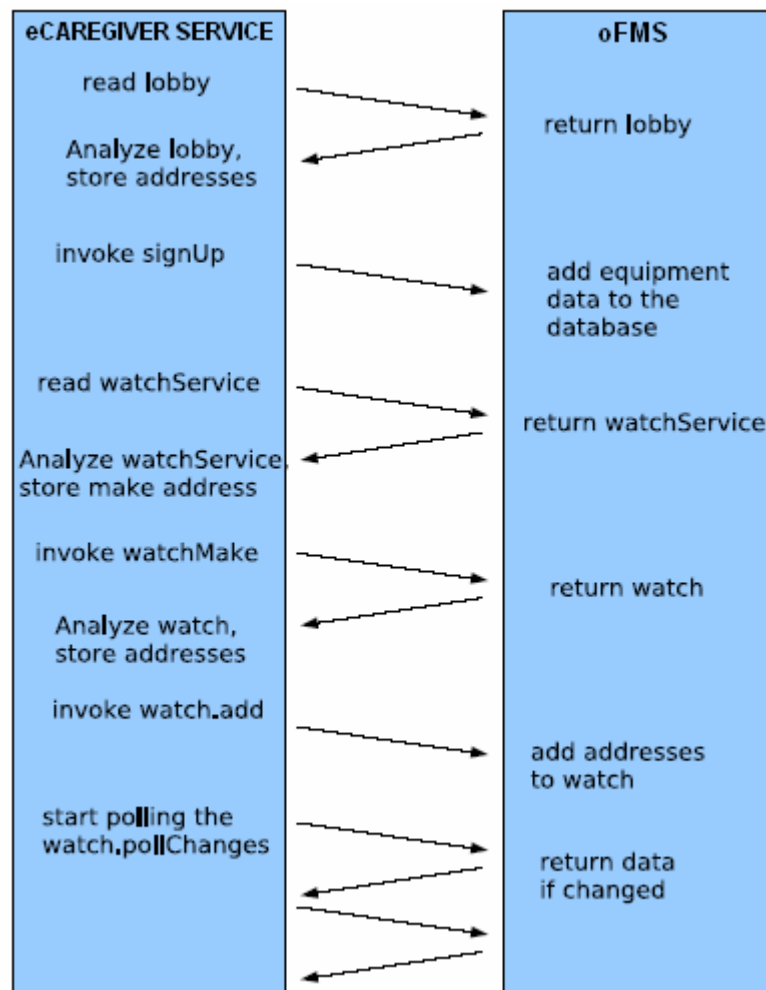 eCAREGIVER SERVICE
oFMS
read lobby
return lobby
Analyze lobby,
store addresses
invoke signUp
add equipment
data to the
database
read watchService
return watchService
Analyze watchService,
store make address
invoke watchMake
return watch
Analyze watch,
store addresses
invoke watch.add
add addresses
to watch
start polling the
watch.pollChanges
return data
if changed